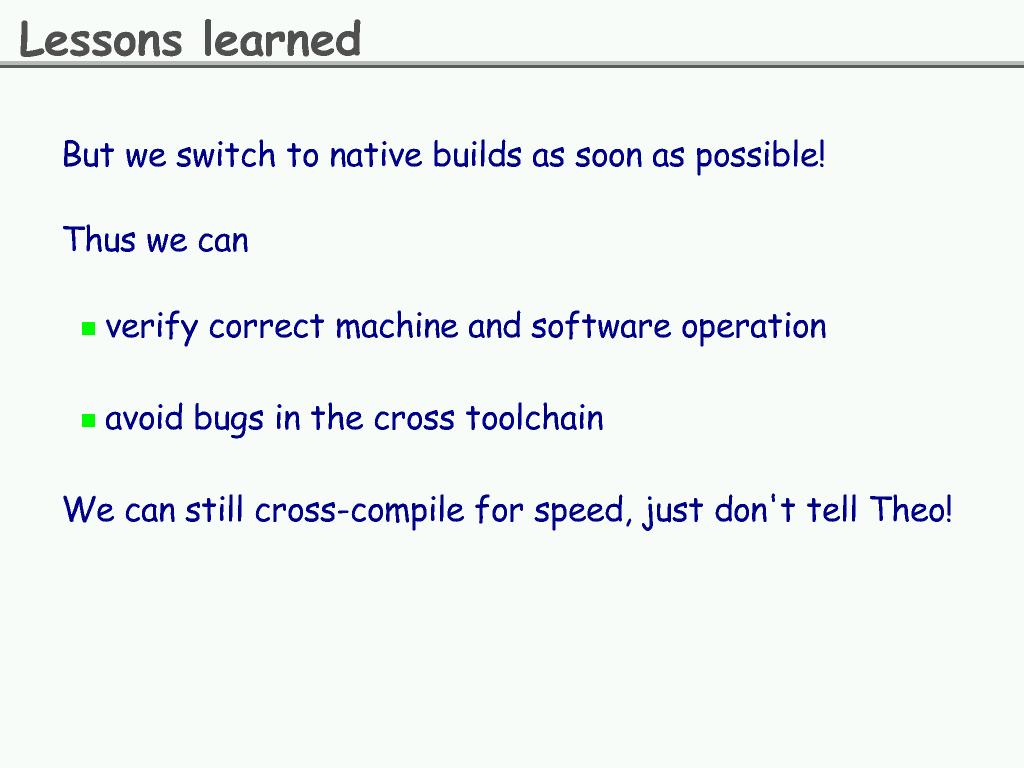 Lessons learned
But we switch to native builds as soon as possible!
Thus we can
verify correct machine and software operation
avoid bugs in the cross toolchain
We can still cross-compile for speed, just don't tell Theo!